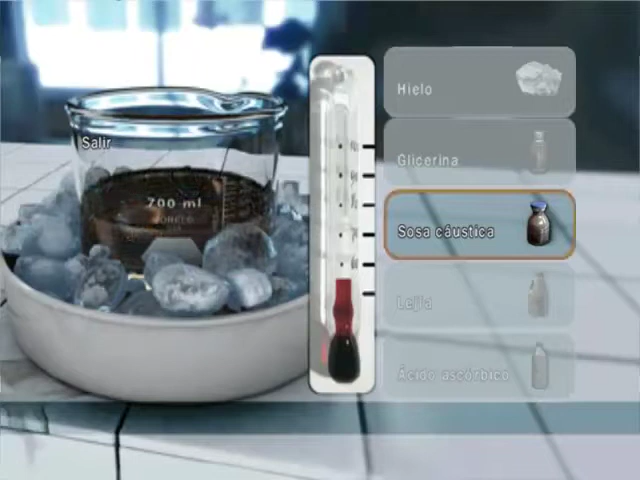 Salir
700 ml
Hielo
Glicerina
Sosa cáustica
Lejía
Ácido ascórbico